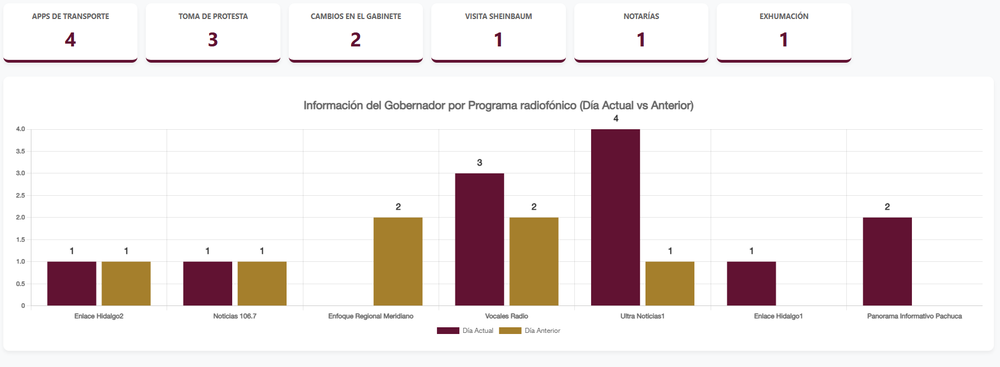 APPS DE TRANSPORTE
4
TOMA DE PROTESTA
3
CAMBIOS EN EL GABINETE
2
VISITA SHEINBAUM
1
NOTARÍAS
1
EXHUMACIÓN
1
Información del Gobernador por Programa radiofónico (Día Actual vs Anterior)
4.0
3.5
3.0
2.5
2.0
1.5
1.0
0.5
0
1
1
1
1
2
3
2
4
1
1
2
Enlace Hidalgo2
Noticias 106.7
Enfoque Regional Meridiano
Vocales Radio
Ultra Noticias1
Enlace Hidalgo1
Panorama Informativo Pachuca
Día Actual
Día Anterior